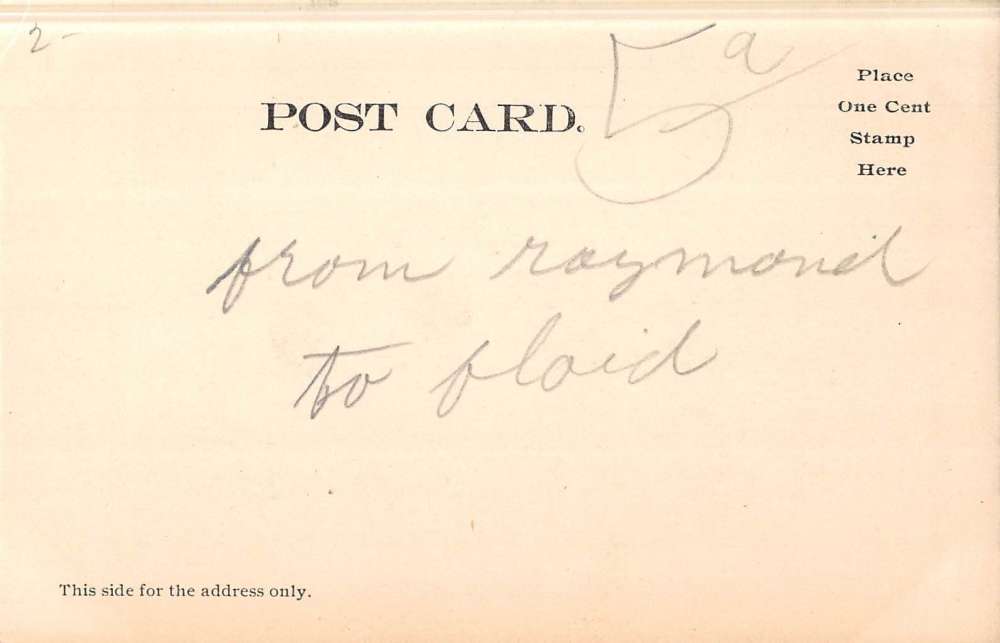 2-
5a
POST CARD.
Place
One Cent
Stamp
Here
from raymond
to floid
This side for the address only.